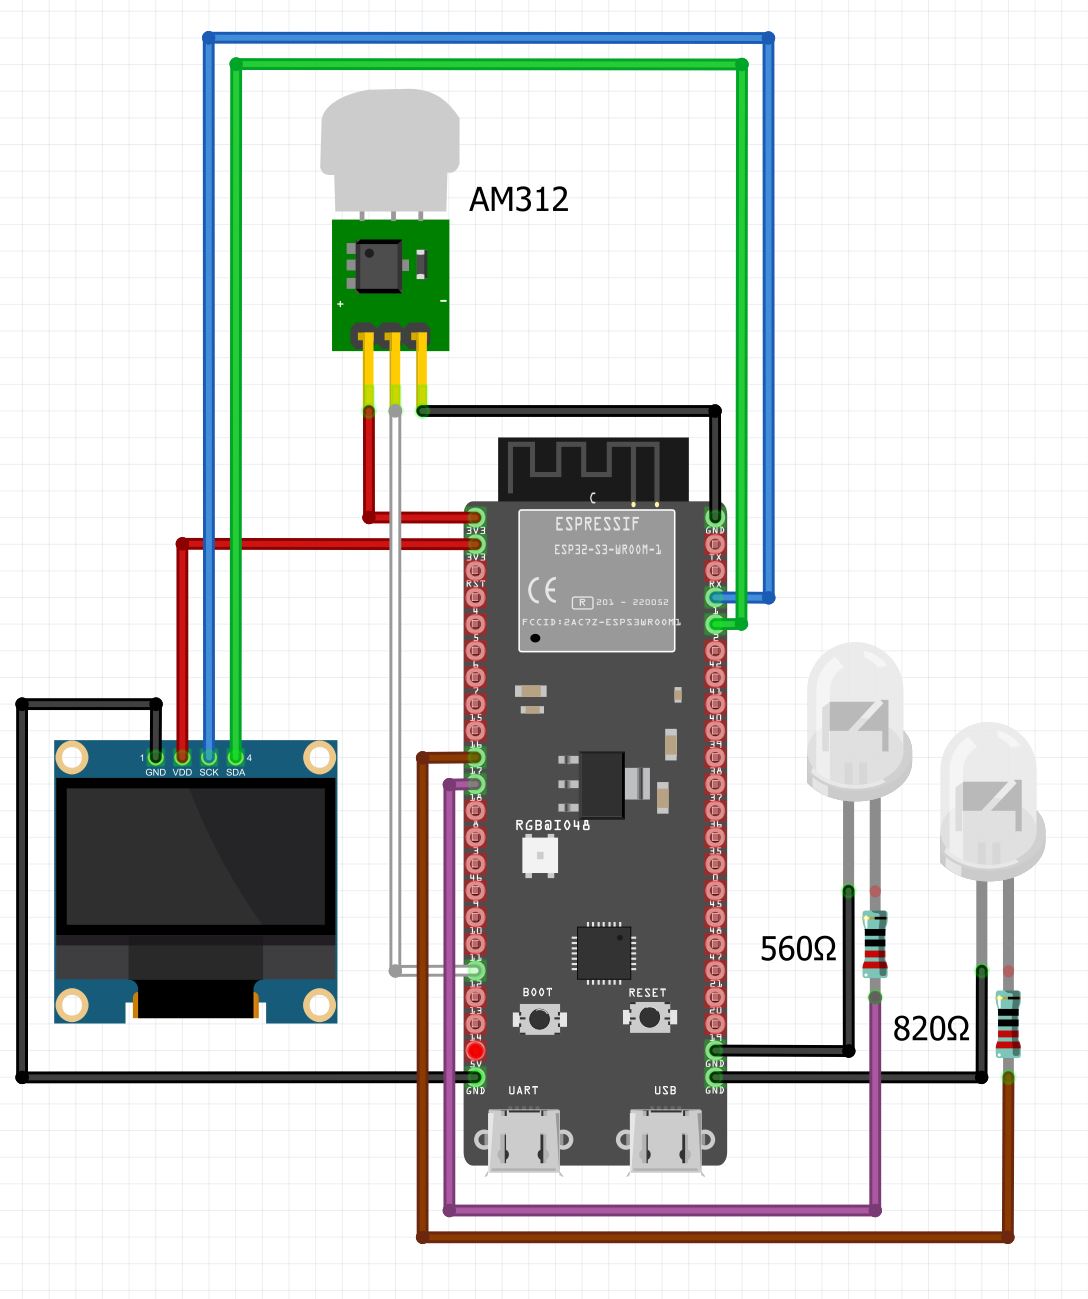 AM312
C
ESPRESSIF
ESP32-S3-WROOM-1
CE
R 201 - 220052
FCCID:2AC7Z-ESPS3WROOM1
3V3
3V3
RST
4
5
6
7
15
16
17
18
8
3
46
9
10
11
12
13
14
5V
GND
GND
TX
RX
1
2
42
41
40
39
38
37
36
35
0
45
48
47
21
20
19
GND
GND
RGB@IO48
BOOT
RESET
UART
USB
1
4
GND VDD SCK SDA
+
-
560Ω
820Ω